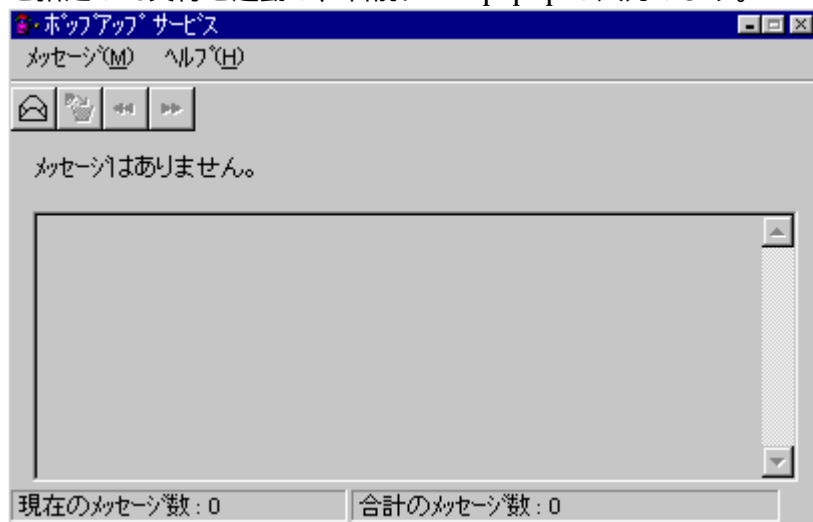 ﾎﾟｯﾌﾟｱｯﾌﾟ ｻｰﾋﾞｽ
ﾒｯｾｰｼﾞ(M) ﾍﾙﾌﾟ(H)
ﾒｯｾｰｼﾞはありません。
現在のﾒｯｾｰｼﾞ数 : 0 合計のﾒｯｾｰｼﾞ数 : 0